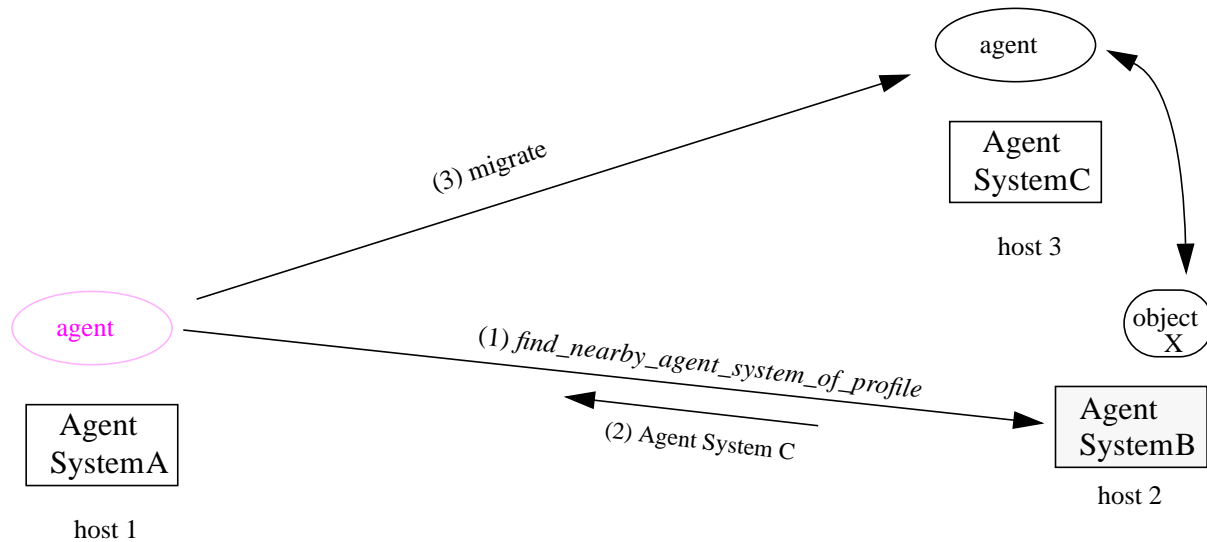 agent
Agent
SystemC
(3) migrate
host 3
agent
object
X
(1) find_nearby_agent_system_of_profile
Agent
SystemA
Agent
SystemB
(2) Agent System C
host 2
host 1